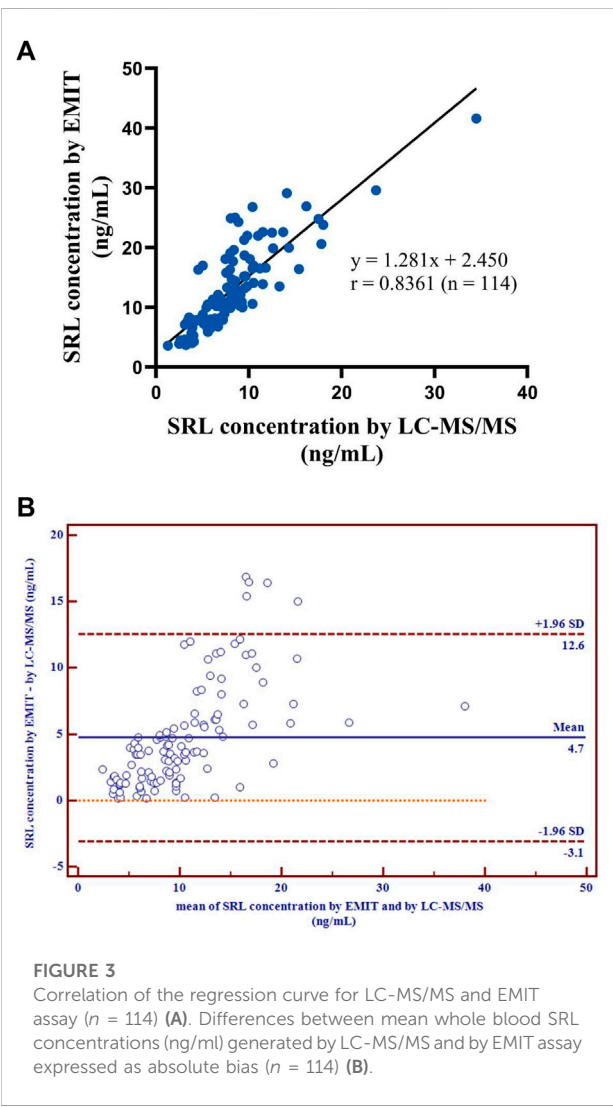 A
SRL concentration by EMIT
(ng/mL)
50
40
30
20
10
0
y = 1.281x + 2.450
r = 0.8361 (n = 114)
0 10 20 30 40
SRL concentration by LC-MS/MS
(ng/mL)
B
SRL concentration by EMIT - by LC-MS/MS (ng/mL)
20
15
10
5
0
-5
+1.96 SD
12.6
Mean
4.7
-1.96 SD
-3.1
0 10 20 30 40 50
mean of SRL concentration by EMIT and by LC-MS/MS
(ng/mL)
FIGURE 3
Correlation of the regression curve for LC-MS/MS and EMIT
assay (n = 114) (A). Differences between mean whole blood SRL
concentrations (ng/ml) generated by LC-MS/MS and by EMIT assay
expressed as absolute bias (n = 114) (B).